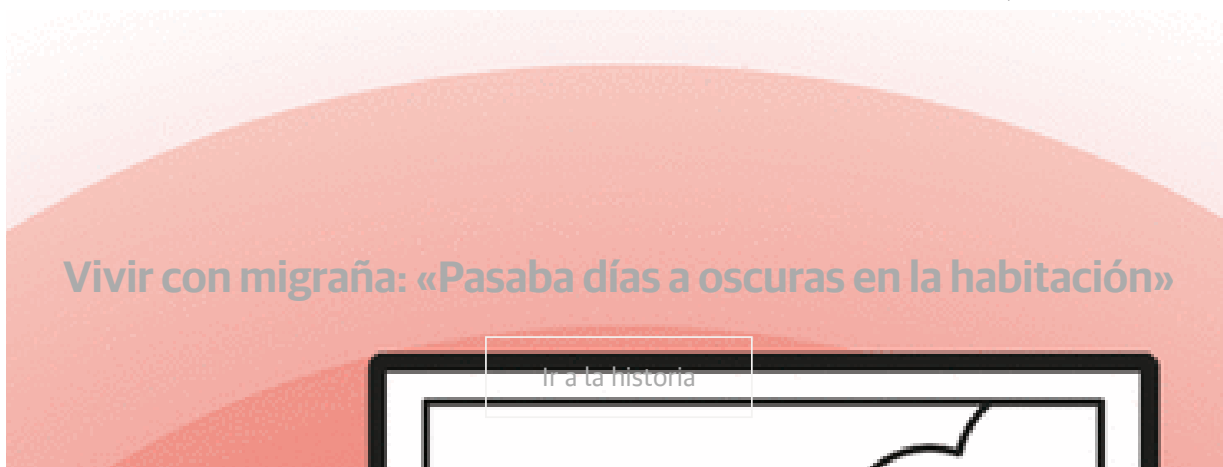 Vivir con migraña: «Pasaba días a oscuras en la habitación»
Ir a la historia